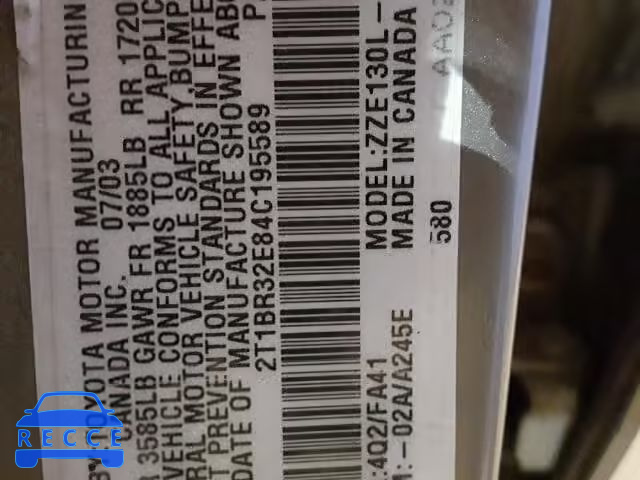 TOYOTA MOTOR MANUFACTURIN
CANADA INC. 07/03
3585LB GAWR FR 1885LB RR 1720
VEHICLE CONFORMS TO ALL APPLIC
RAL MOTOR VEHICLE SAFETY, BUMP
T PREVENTION STANDARDS IN EFFE
DATE OF MANUFACTURE SHOWN ABO
2T1BR32E84C195589
:4Q2/FA41 MODEL:ZZE130L-
:-02A/A245E MADE IN CANADA
580
RECCE